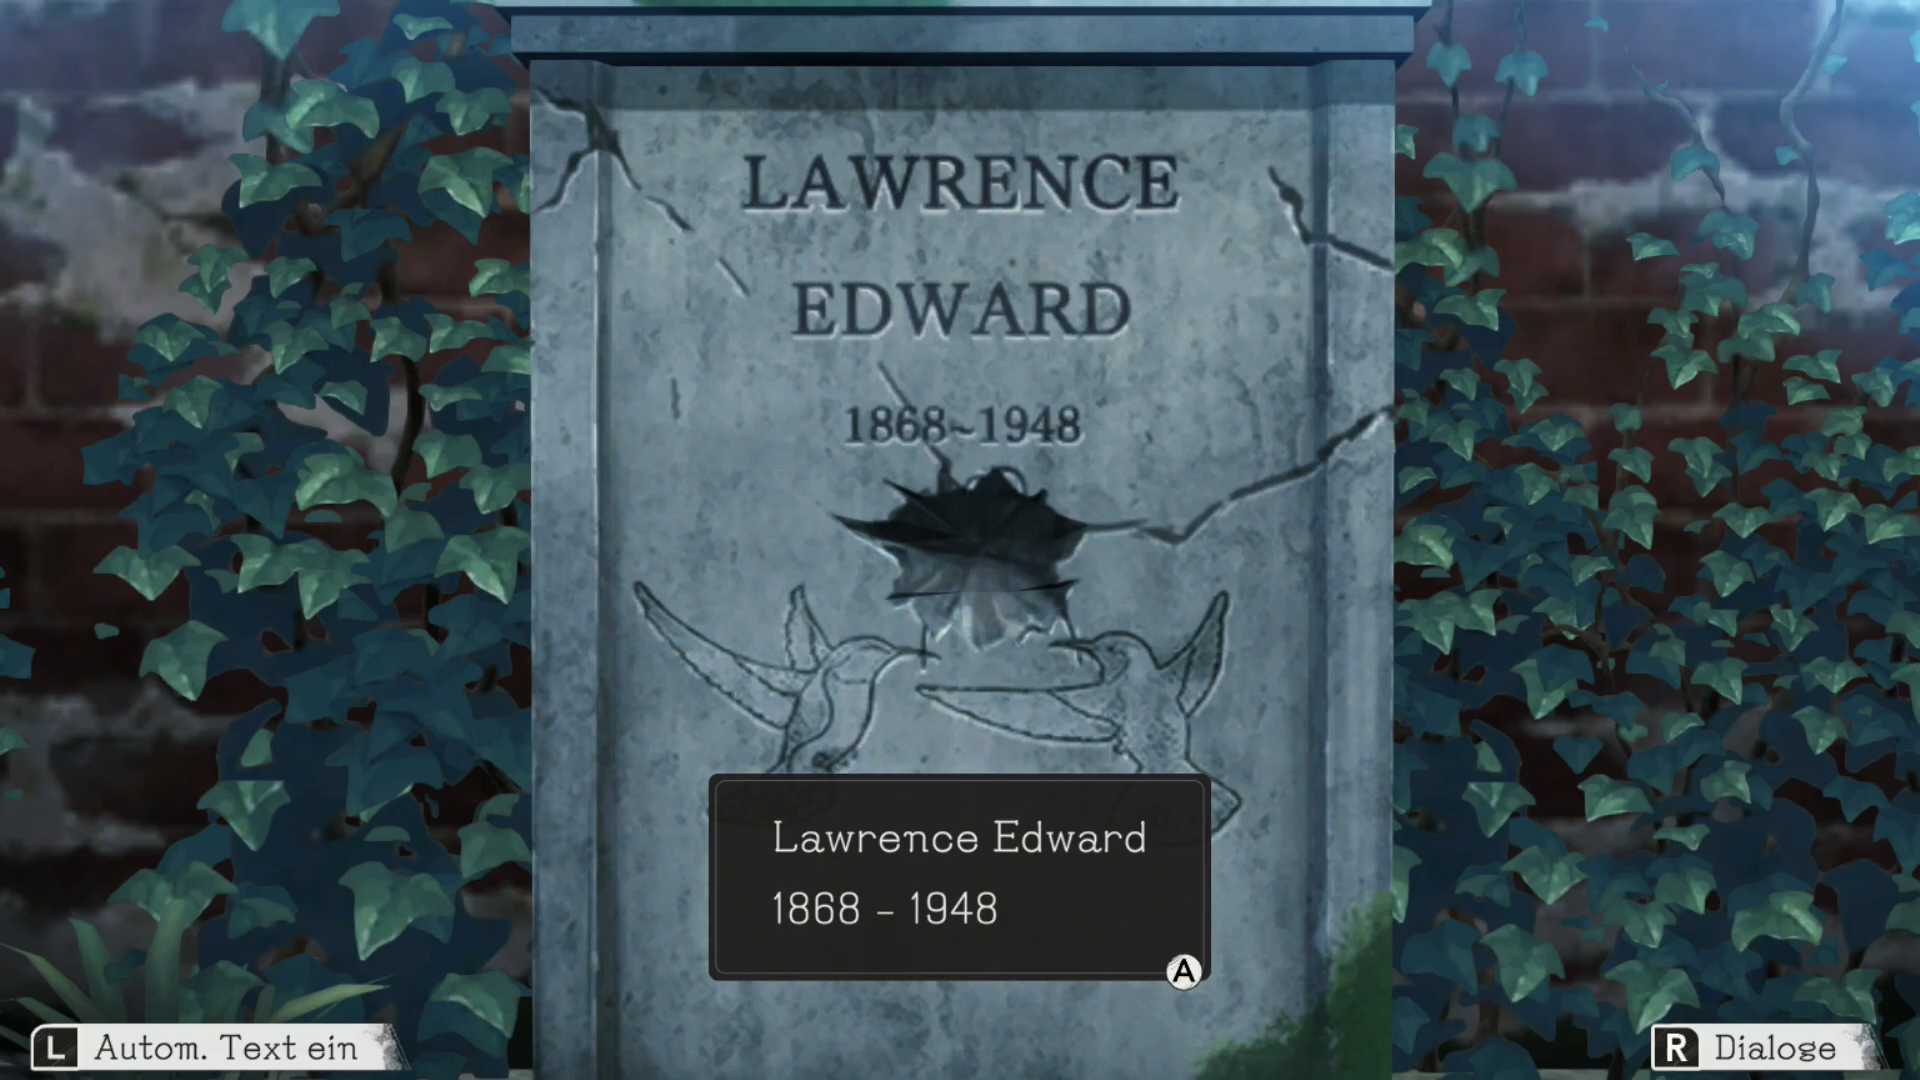 LAWRENCE
EDWARD
1868~1948
Lawrence Edward
1868 – 1948
A
L Autom. Text ein
R Dialoge